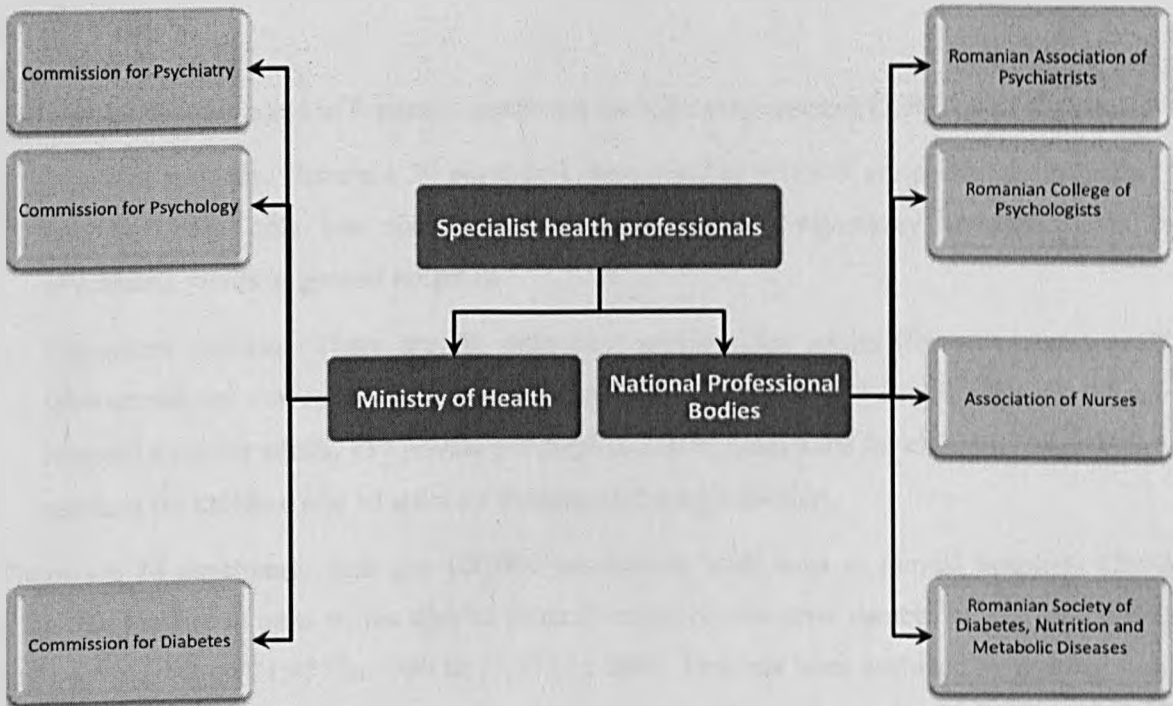 Commission for Psychiatry
Commission for Psychology
Commission for Diabetes
Specialist health professionals
Ministry of Health
National Professional
Bodies
Romanian Association of
Psychiatrists
Romanian College of
Psychologists
Association of Nurses
Romanian Society of
Diabetes, Nutrition and
Metabolic Diseases